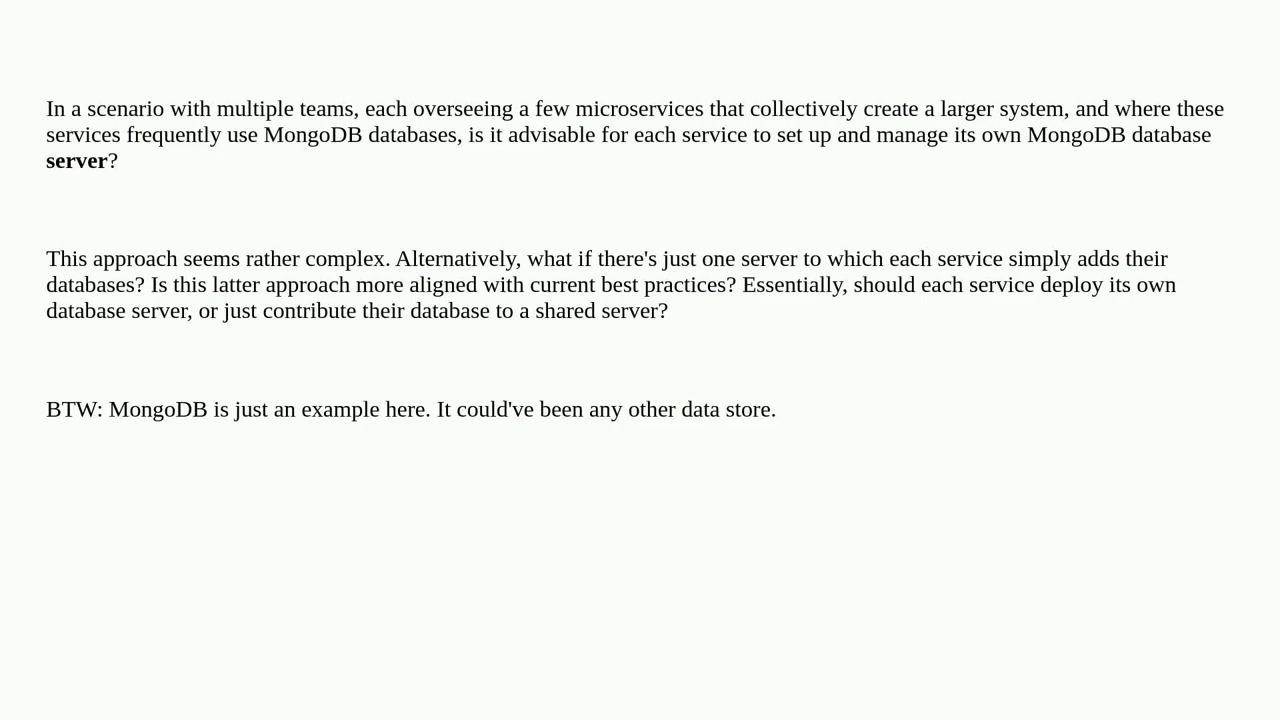 In a scenario with multiple teams, each overseeing a few microservices that collectively create a larger system, and where these
services frequently use MongoDB databases, is it advisable for each service to set up and manage its own MongoDB database
server?
This approach seems rather complex. Alternatively, what if there's just one server to which each service simply adds their
databases? Is this latter approach more aligned with current best practices? Essentially, should each service deploy its own
database server, or just contribute their database to a shared server?
BTW: MongoDB is just an example here. It could've been any other data store.